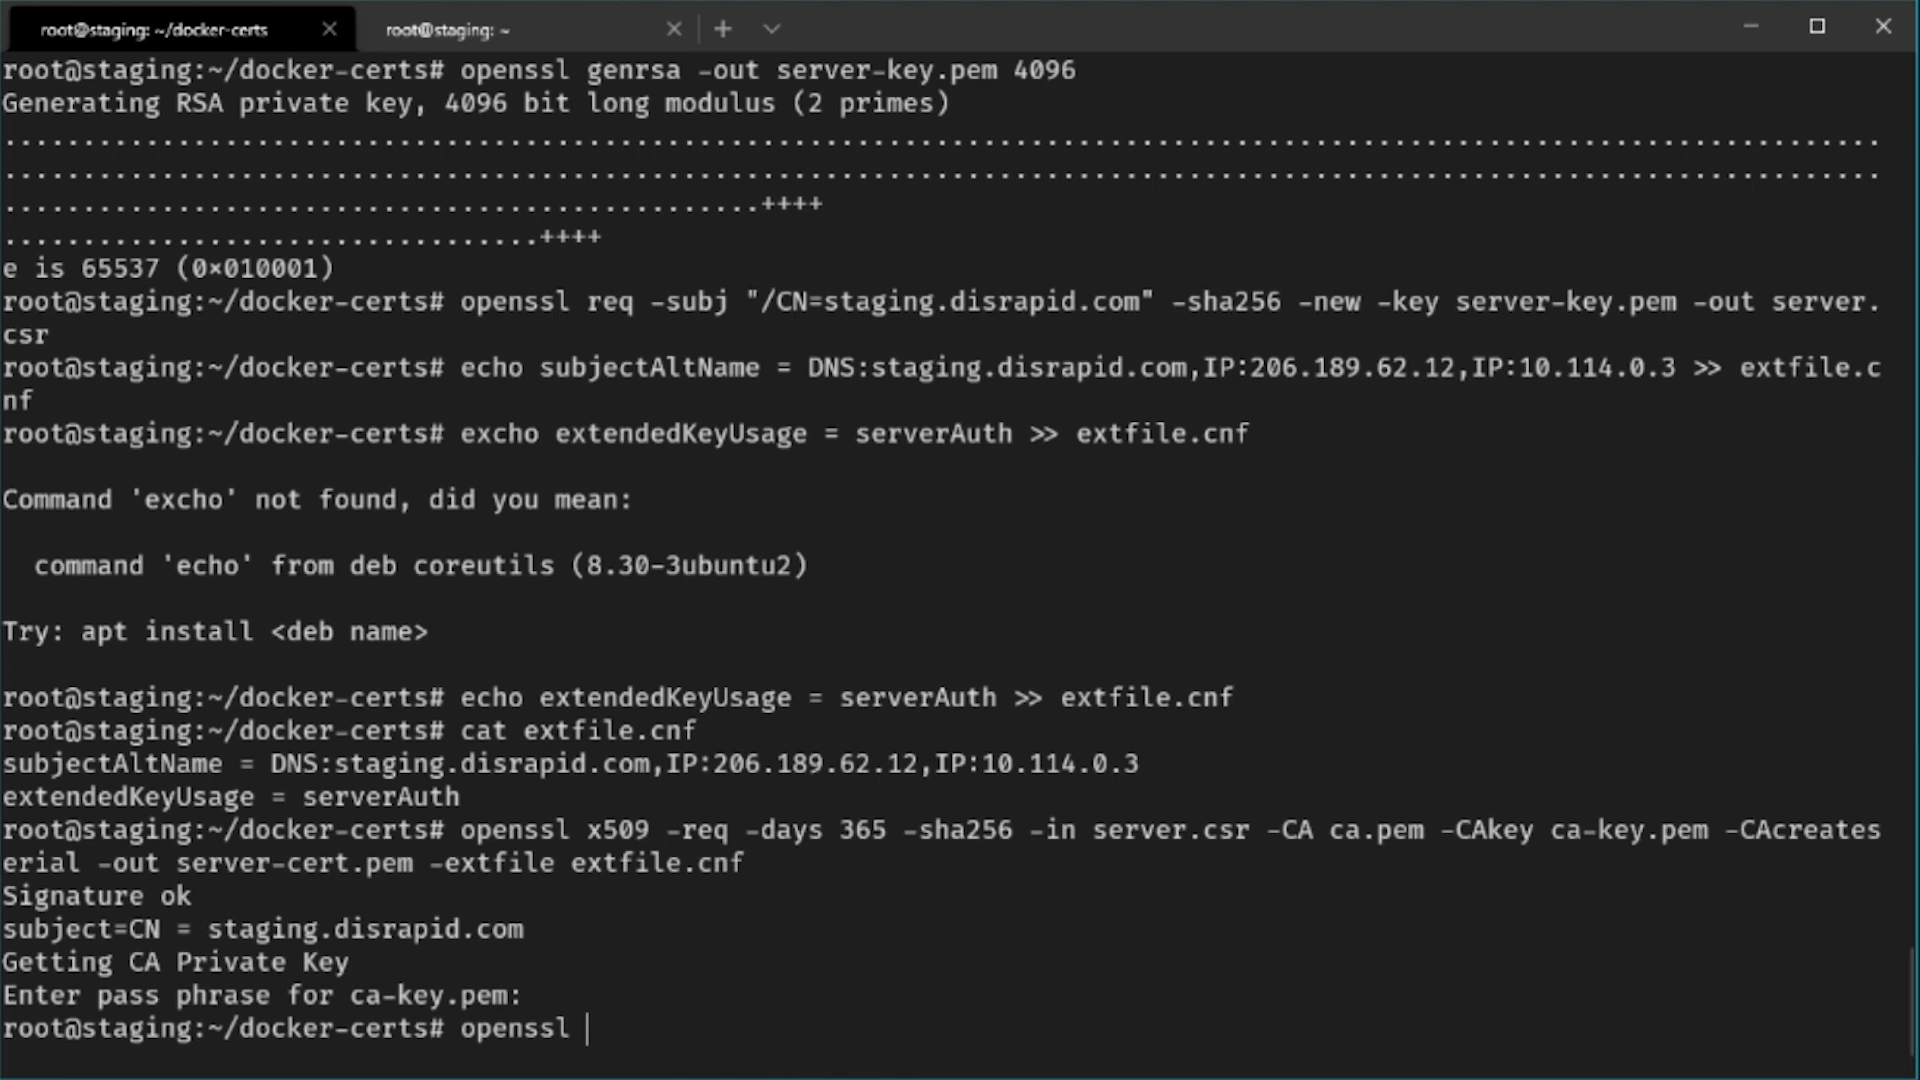 root@staging: ~/docker-certs
root@staging: ~
root@staging:~/docker-certs# openssl genrsa -out server-key.pem 4096
Generating RSA private key, 4096 bit long modulus (2 primes)
.......................................................................................................................
.......................................................................................................................
................................................++++
..................................++++
e is 65537 (0×010001)
root@staging:~/docker-certs# openssl req -subj "/CN=staging.disrapid.com" -sha256 -new -key server-key.pem -out server.
csr
root@staging:~/docker-certs# echo subjectAltName = DNS:staging.disrapid.com,IP:206.189.62.12,IP:10.114.0.3 >> extfile.c
nf
root@staging:~/docker-certs# excho extendedKeyUsage = serverAuth >> extfile.cnf
Command 'excho' not found, did you mean:
command 'echo' from deb coreutils (8.30-3ubuntu2)
Try: apt install <deb name>
root@staging:~/docker-certs# echo extendedKeyUsage = serverAuth >> extfile.cnf
root@staging:~/docker-certs# cat extfile.cnf
subjectAltName = DNS:staging.disrapid.com,IP:206.189.62.12,IP:10.114.0.3
extendedKeyUsage = serverAuth
root@staging:~/docker-certs# openssl x509 -req -days 365 -sha256 -in server.csr -CA ca.pem -CAkey ca-key.pem -CAcreates
erial -out server-cert.pem -extfile extfile.cnf
Signature ok
subject=CN = staging.disrapid.com
Getting CA Private Key
Enter pass phrase for ca-key.pem:
root@staging:~/docker-certs# openssl